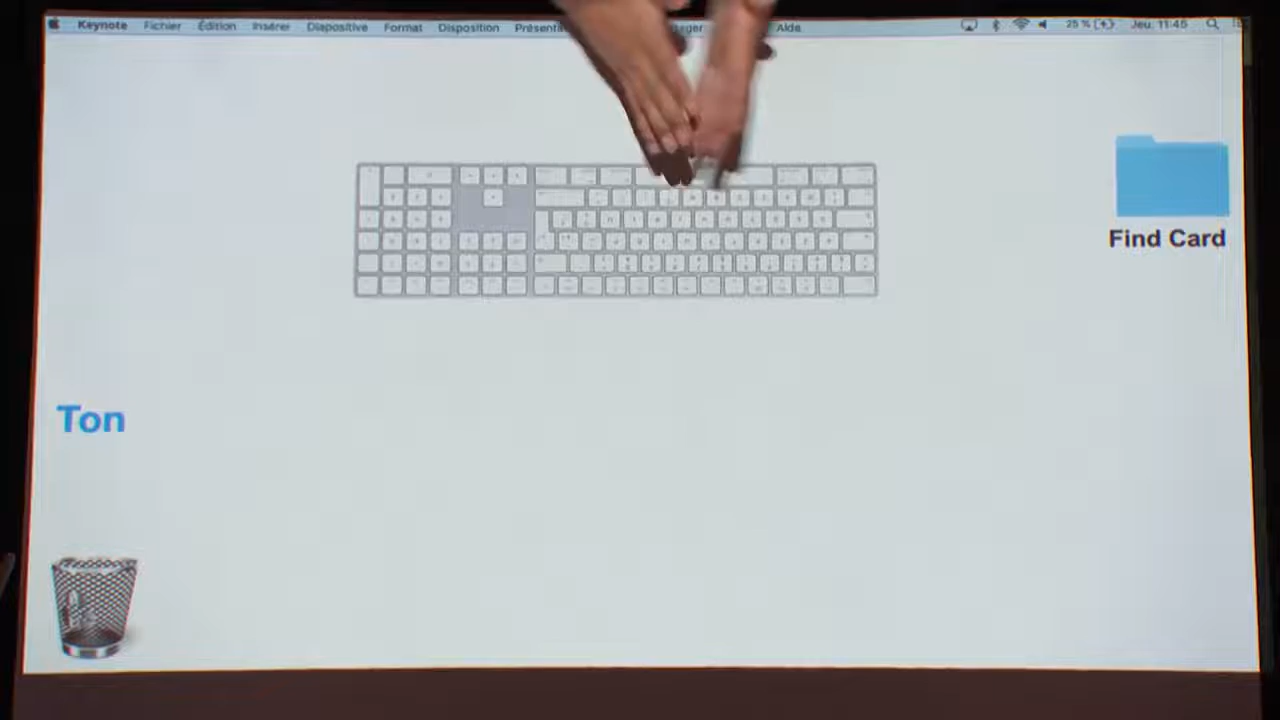 Keynote Fichier Édition Insérer Diapositive Format Disposition Aide 25 % Jeu. 11:45
Find Card
Ton